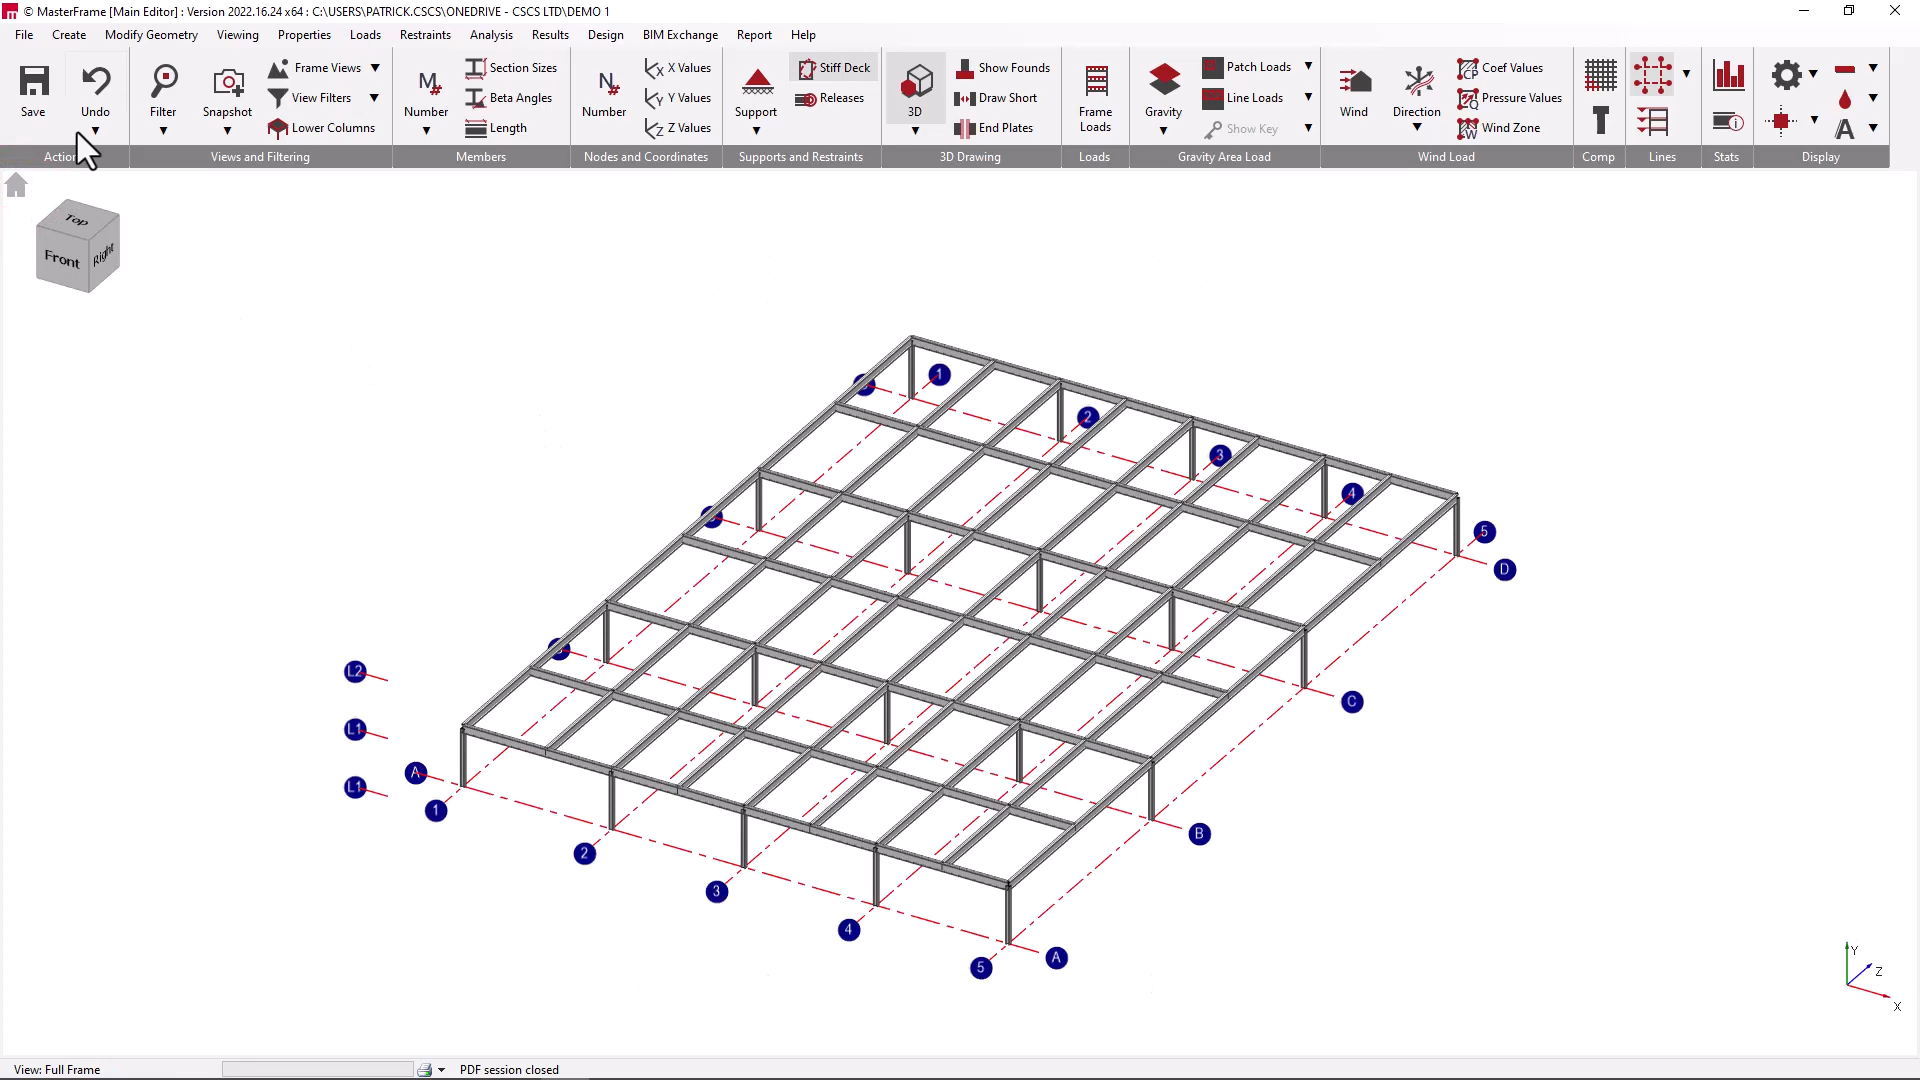 © MasterFrame [Main Editor] : Version 2022.16.24 x64 : C:\USERS\PATRICK.CSCS\ONEDRIVE - CSCS LTD\DEMO 1
File Create Modify Geometry Viewing Properties Loads Restraints Analysis Results Design BIM Exchange Report Help
Frame Views Section Sizes X Values Stiff Deck Show Founds Patch Loads Coef Values
View Filters Beta Angles Y Values Releases Draw Short Line Loads Pressure Values
Save Undo Filter Snapshot Number Number Support 3D Frame Loads Gravity Wind Direction
Lower Columns Length Z Values End Plates Show Key Wind Zone
Views and Filtering Members Nodes and Coordinates Supports and Restraints 3D Drawing Loads Gravity Area Load Wind Load Comp Lines Stats Display
Top
Front Right
1
2
3
4
5
D
L2
C
L1
A
L1
1
B
2
3
4
A
5
Y
Z
X
View: Full Frame PDF session closed